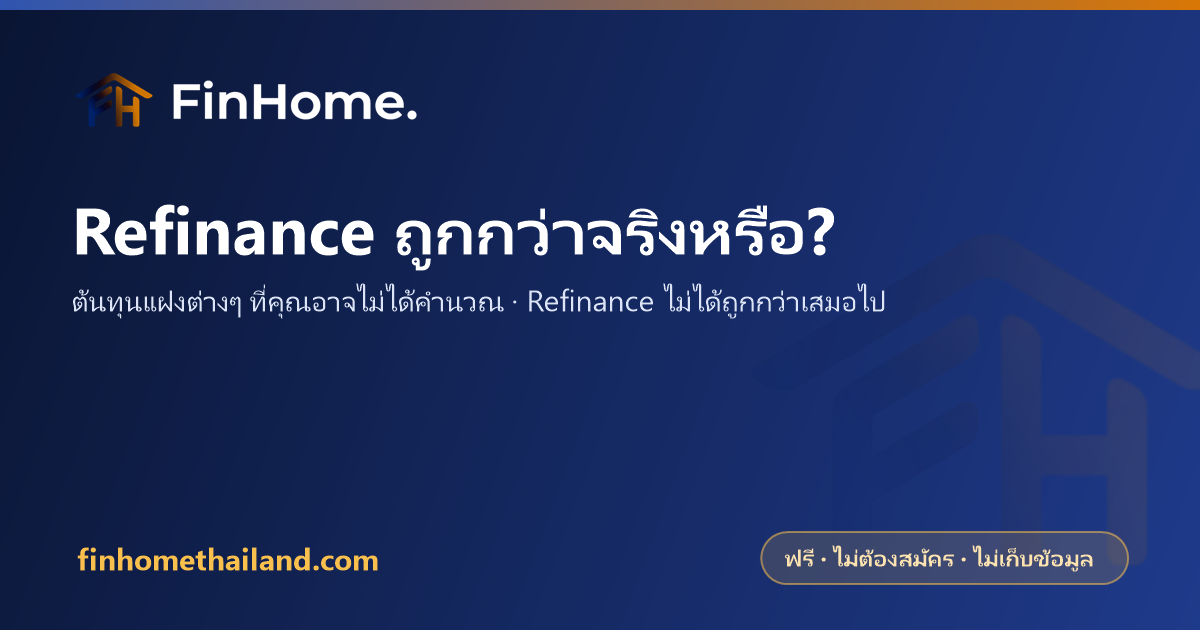 FinHome.
Refinance ถูกกว่าจริงหรือ?
ต้นทุนแฝงต่างๆ ที่คุณอาจไม่ได้คำนวณ · Refinance ไม่ได้ถูกกว่าเสมอไป
finhomethailand.com
ฟรี · ไม่ต้องสมัคร · ไม่เก็บข้อมูล